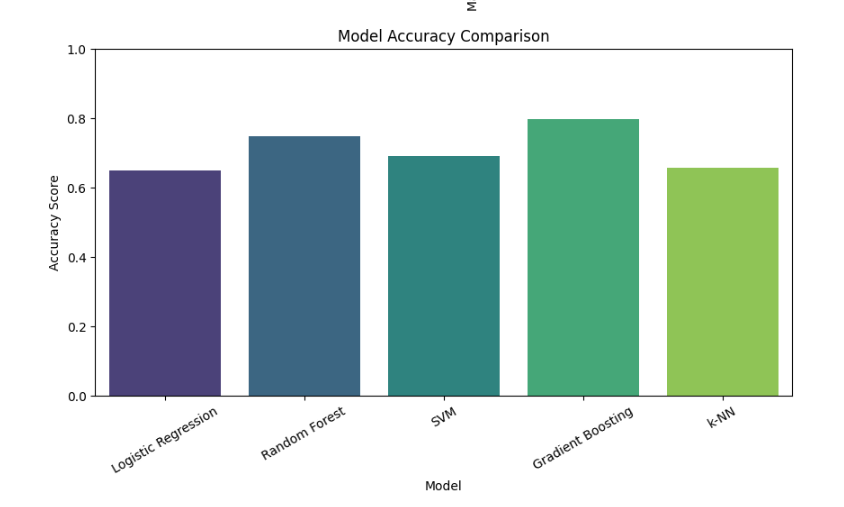 Model Accuracy Comparison
1.0
0.8
0.6
0.4
0.2
0.0
Accuracy Score
Logistic Regression
Random Forest
SVM
Gradient Boosting
k-NN
Model